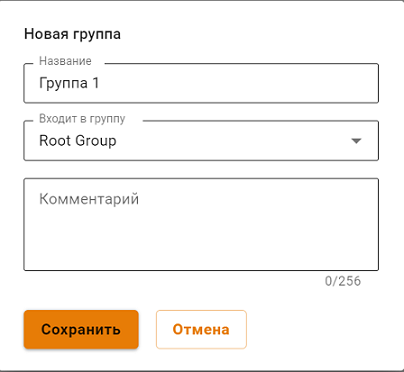 Новая группа
Название
Группа 1
Входит в группу
Root Group
Комментарий
0/256
Сохранить
Отмена